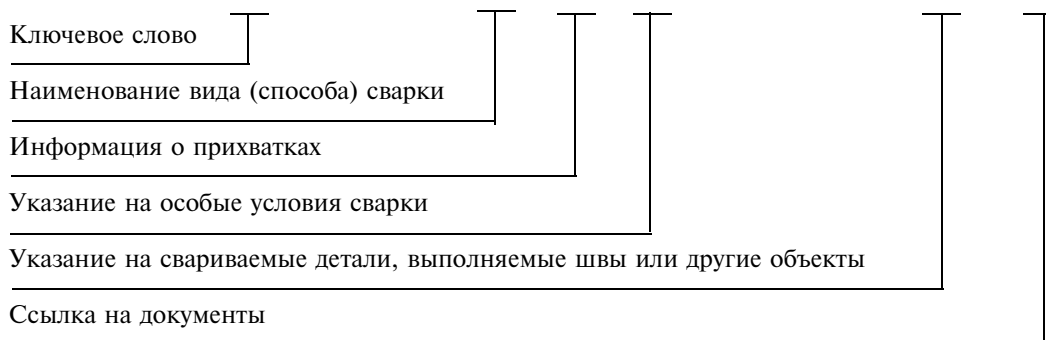 Ключевое слово
Наименование вида (способа) сварки
Информация о прихватках
Указание на особые условия сварки
Указание на свариваемые детали, выполняемые швы или другие объекты
Ссылка на документы